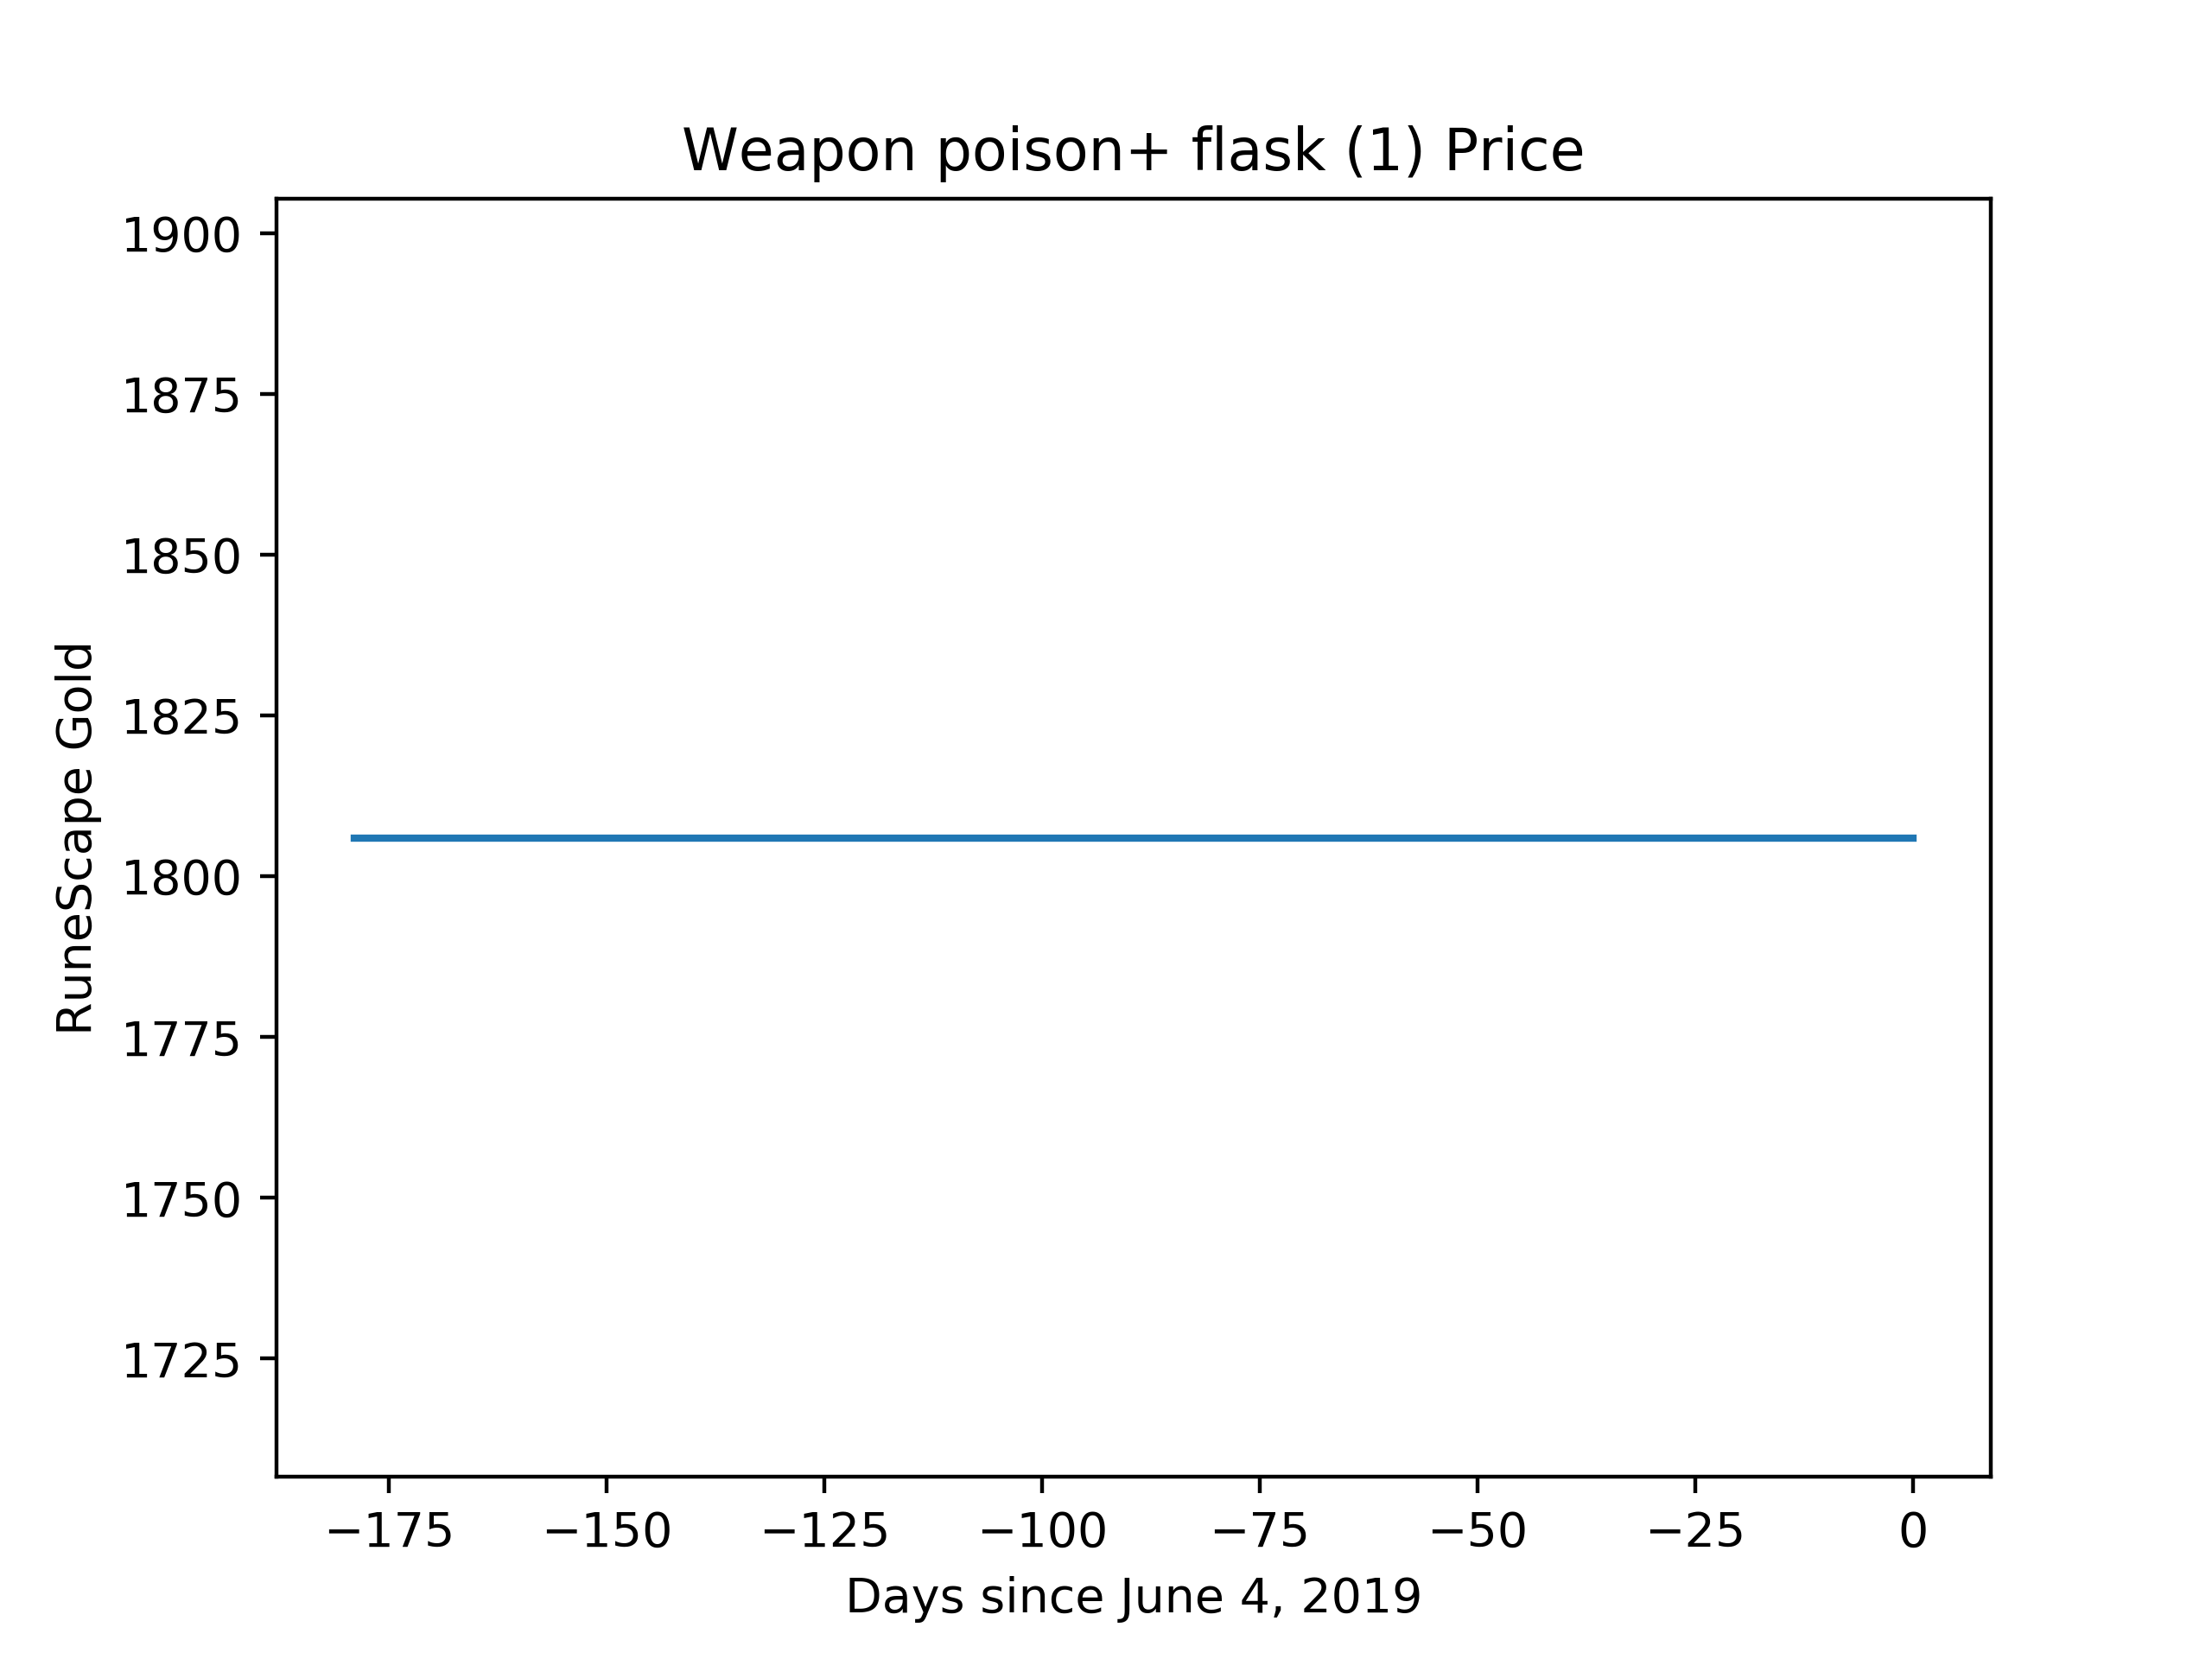 Weapon poison+ flask (1) Price
1900
1875
1850
1825
1800
1775
1750
1725
RuneScape Gold
−175 −150 −125 −100 −75 −50 −25 0
Days since June 4, 2019